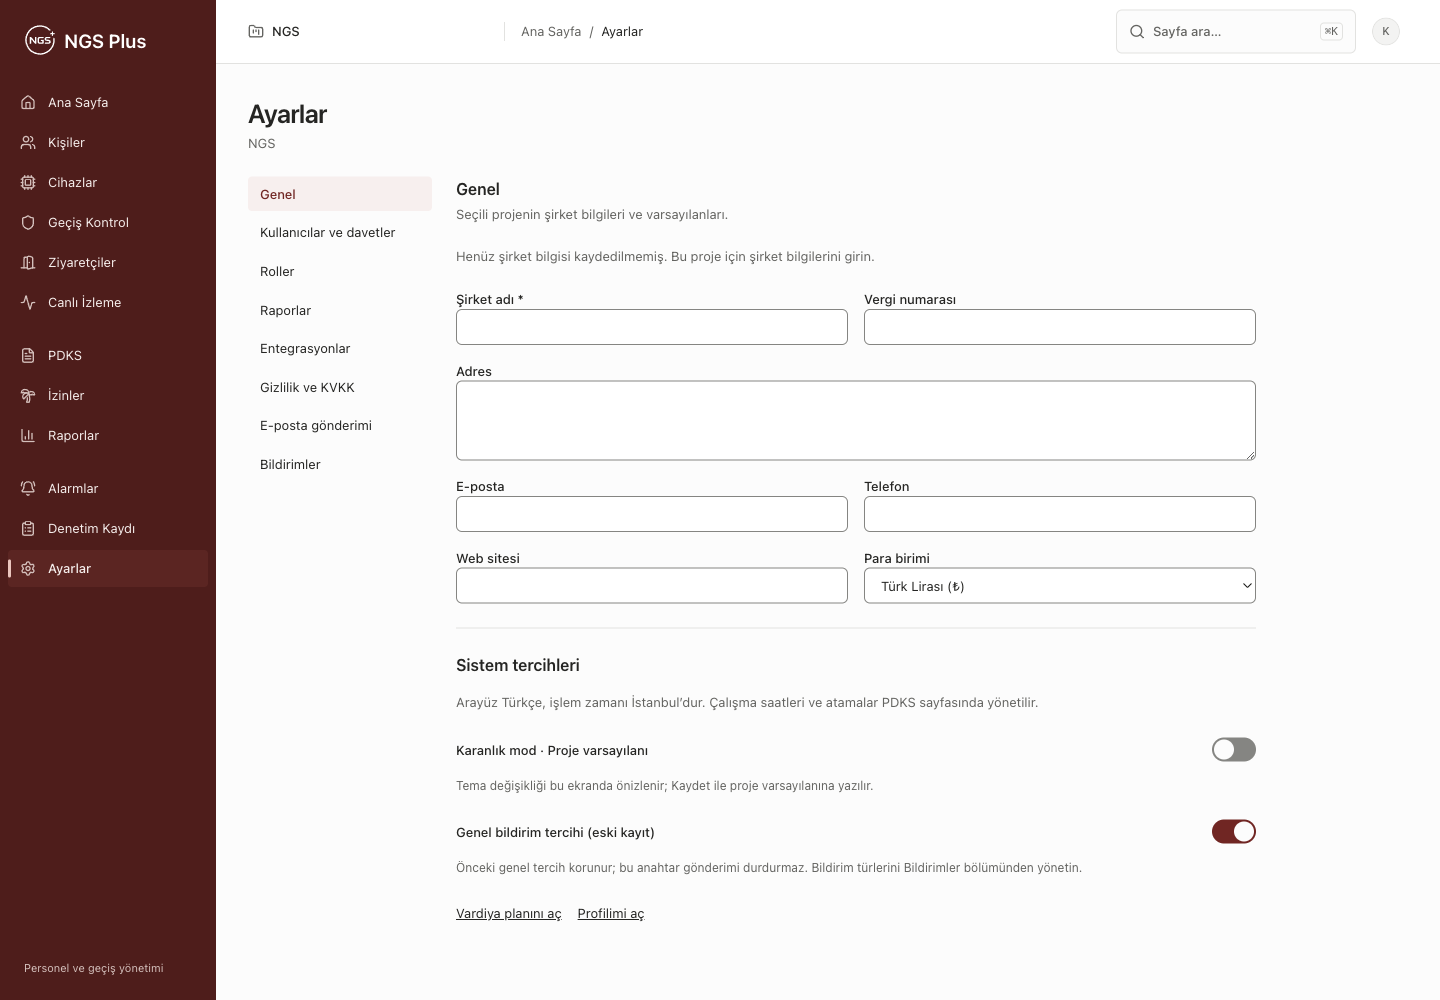 NGS+ NGS Plus
Ana Sayfa
Kişiler
Cihazlar
Geçiş Kontrol
Ziyaretçiler
Canlı İzleme
PDKS
İzinler
Raporlar
Alarmlar
Denetim Kaydı
Ayarlar
Personel ve geçiş yönetimi
NGS
Ana Sayfa / Ayarlar
Sayfa ara... ⌘K
K
Ayarlar
NGS
Genel
Kullanıcılar ve davetler
Roller
Raporlar
Entegrasyonlar
Gizlilik ve KVKK
E-posta gönderimi
Bildirimler
Genel
Seçili projenin şirket bilgileri ve varsayılanları.
Henüz şirket bilgisi kaydedilmemiş. Bu proje için şirket bilgilerini girin.
Şirket adı *
Vergi numarası
Adres
E-posta
Telefon
Web sitesi
Para birimi
Türk Lirası (₺)
Sistem tercihleri
Arayüz Türkçe, işlem zamanı İstanbul’dur. Çalışma saatleri ve atamalar PDKS sayfasında yönetilir.
Karanlık mod · Proje varsayılanı
Tema değişikliği bu ekranda önizlenir; Kaydet ile proje varsayılanına yazılır.
Genel bildirim tercihi (eski kayıt)
Önceki genel tercih korunur; bu anahtar gönderimi durdurmaz. Bildirim türlerini Bildirimler bölümünden yönetin.
Vardiya planını aç
Profilimi aç